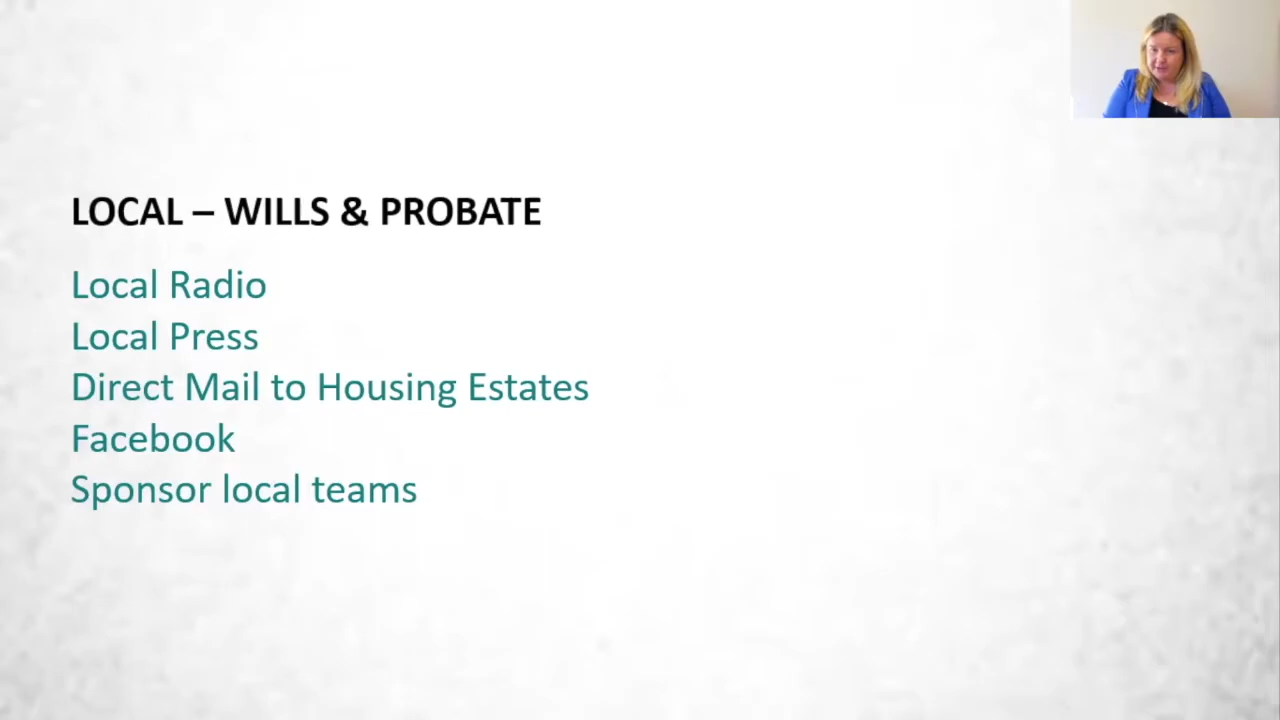 LOCAL – WILLS & PROBATE
Local Radio
Local Press
Direct Mail to Housing Estates
Facebook
Sponsor local teams